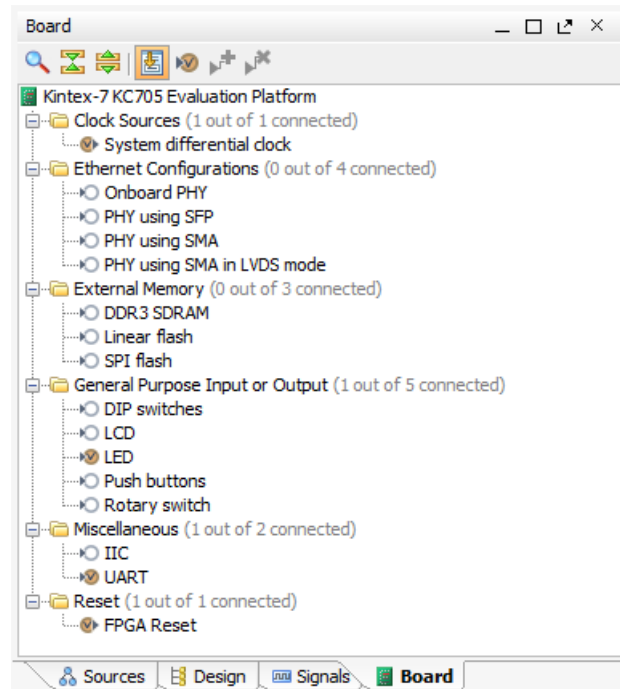 Board
Kintex-7 KC705 Evaluation Platform
Clock Sources (1 out of 1 connected)
System differential clock
Ethernet Configurations (0 out of 4 connected)
Onboard PHY
PHY using SFP
PHY using SMA
PHY using SMA in LVDS mode
External Memory (0 out of 3 connected)
DDR3 SDRAM
Linear flash
SPI flash
General Purpose Input or Output (1 out of 5 connected)
DIP switches
LCD
LED
Push buttons
Rotary switch
Miscellaneous (1 out of 2 connected)
IIC
UART
Reset (1 out of 1 connected)
FPGA Reset
Sources Design Signals Board